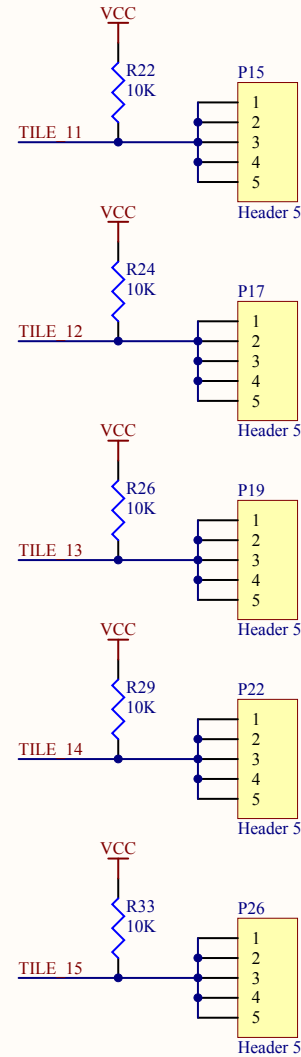 VCC
R22
10K
P15
TILE_11
1
2
3
4
5
Header 5
VCC
R24
10K
P17
TILE_12
1
2
3
4
5
Header 5
VCC
R26
10K
P19
TILE_13
1
2
3
4
5
Header 5
VCC
R29
10K
P22
TILE_14
1
2
3
4
5
Header 5
VCC
R33
10K
P26
TILE_15
1
2
3
4
5
Header 5